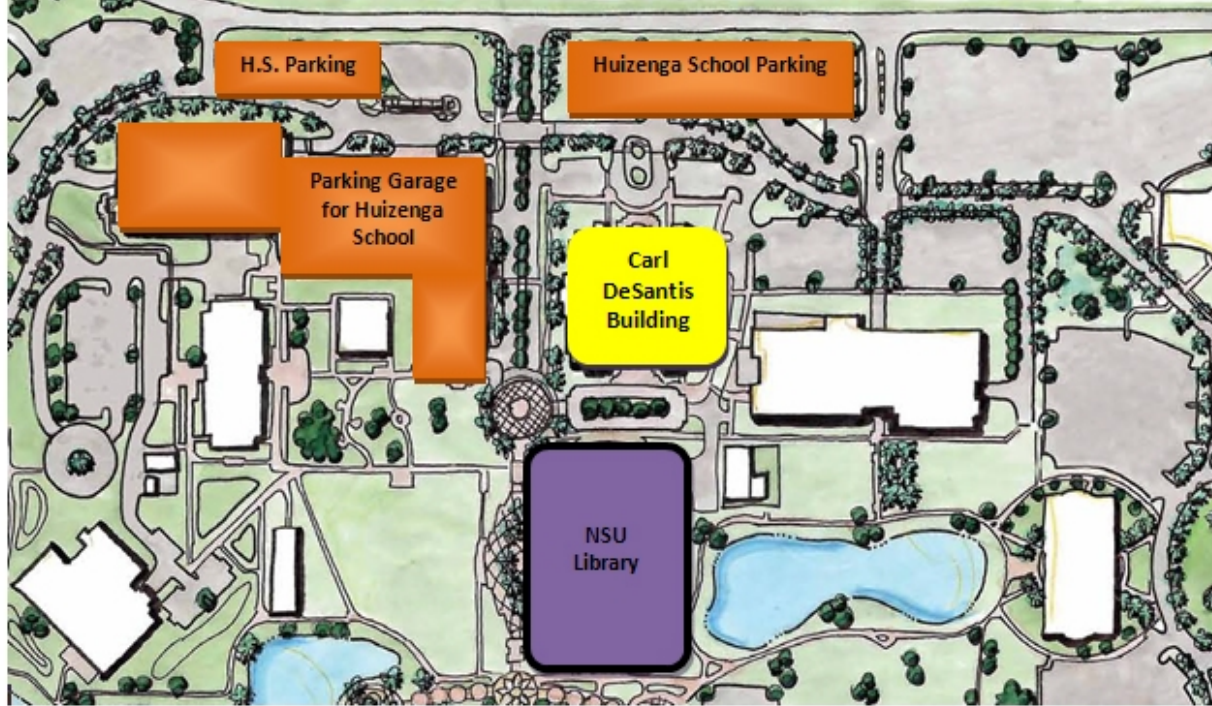 H.S. Parking
Huizenga School Parking
Parking Garage
for Huizenga
School
Carl
DeSantis
Building
NSU
Library